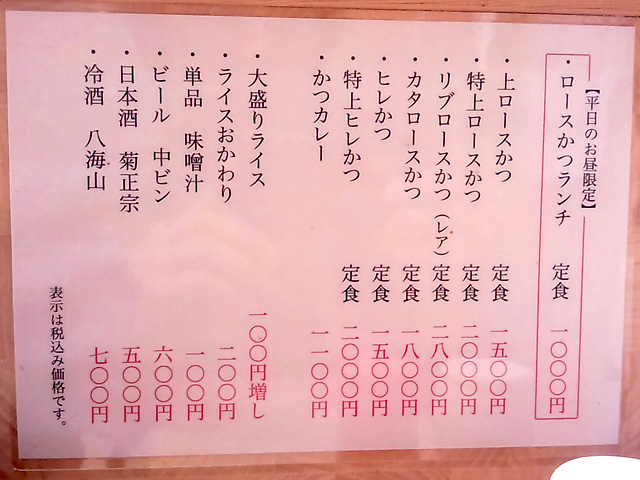 【平日のお昼限定】
・ロースかつランチ 定食 一〇〇〇円
・上ロースかつ 定食 一五〇〇円
・特上ロースかつ 定食 二〇〇〇円
・リブロースかつ（レア） 定食 二八〇〇円
・カタロースかつ 定食 一八〇〇円
・ヒレかつ 定食 一五〇〇円
・特上ヒレかつ 定食 二〇〇〇円
・かつカレー 一一〇〇円
・大盛りライス 一〇〇円増し
・ライスおかわり 二〇〇円
・単品 味噌汁 一〇〇円
・ビール 中ビン 六〇〇円
・日本酒 菊正宗 五〇〇円
・冷酒 八海山 七〇〇円
表示は税込み価格です。